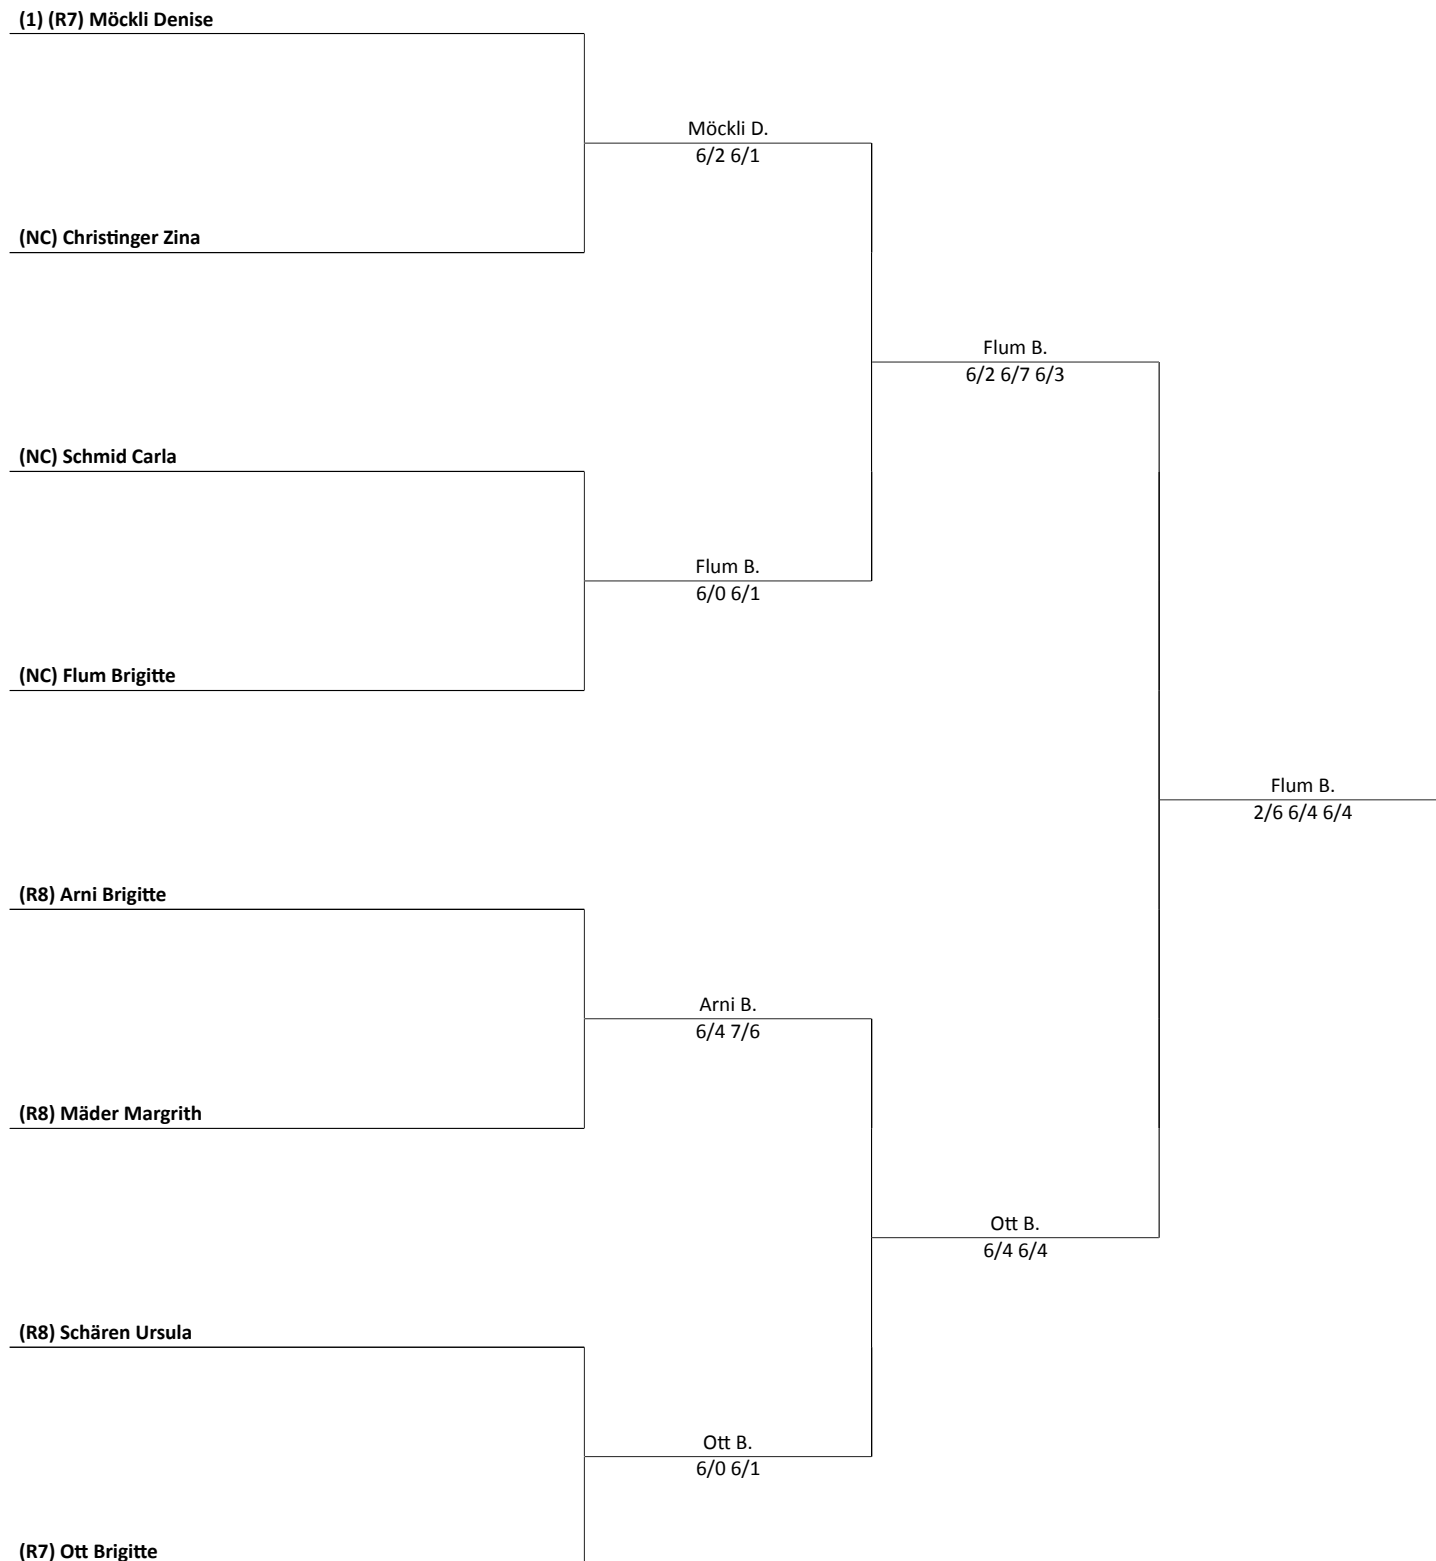 (1) (R7) Möckli Denise
Möckli D.
6/2 6/1
(NC) Christinger Zina
Flum B.
6/2 6/7 6/3
(NC) Schmid Carla
Flum B.
6/0 6/1
(NC) Flum Brigitte
Flum B.
2/6 6/4 6/4
(R8) Arni Brigitte
Arni B.
6/4 7/6
(R8) Mäder Margrith
Ott B.
6/4 6/4
(R8) Schären Ursula
Ott B.
6/0 6/1
(R7) Ott Brigitte